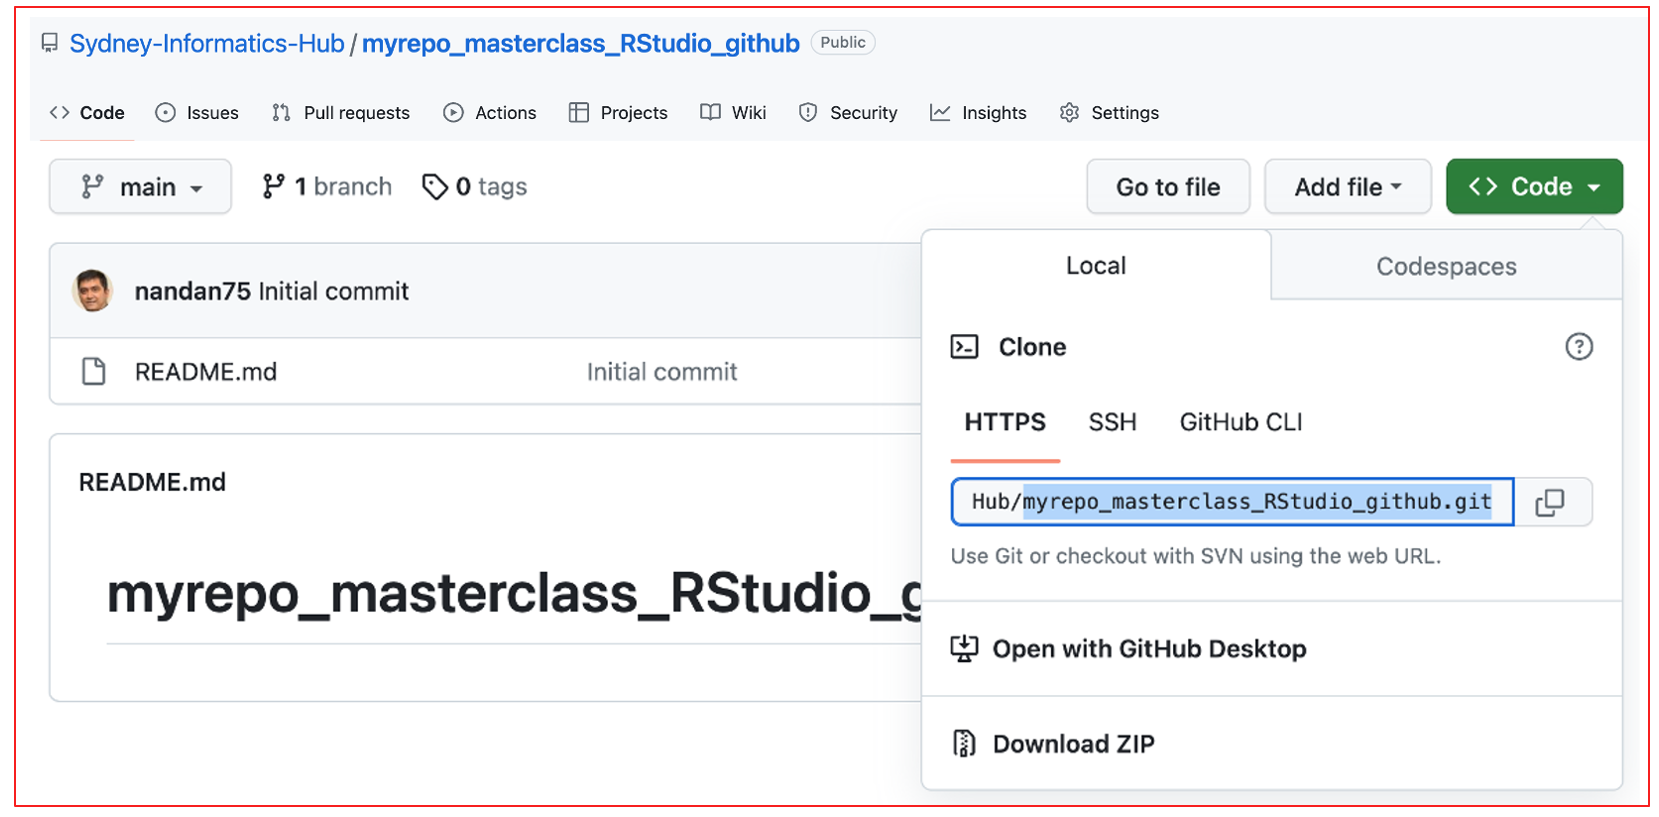 Sydney-Informatics-Hub / myrepo_masterclass_RStudio_github Public
Code Issues Pull requests Actions Projects Wiki Security Insights Settings
main 1 branch 0 tags Go to file Add file Code
Local Codespaces
nandan75 Initial commit
Clone
README.md Initial commit
HTTPS SSH GitHub CLI
README.md
Hub/myrepo_masterclass_RStudio_github.git
Use Git or checkout with SVN using the web URL.
myrepo_masterclass_RStudio_g
Open with GitHub Desktop
Download ZIP